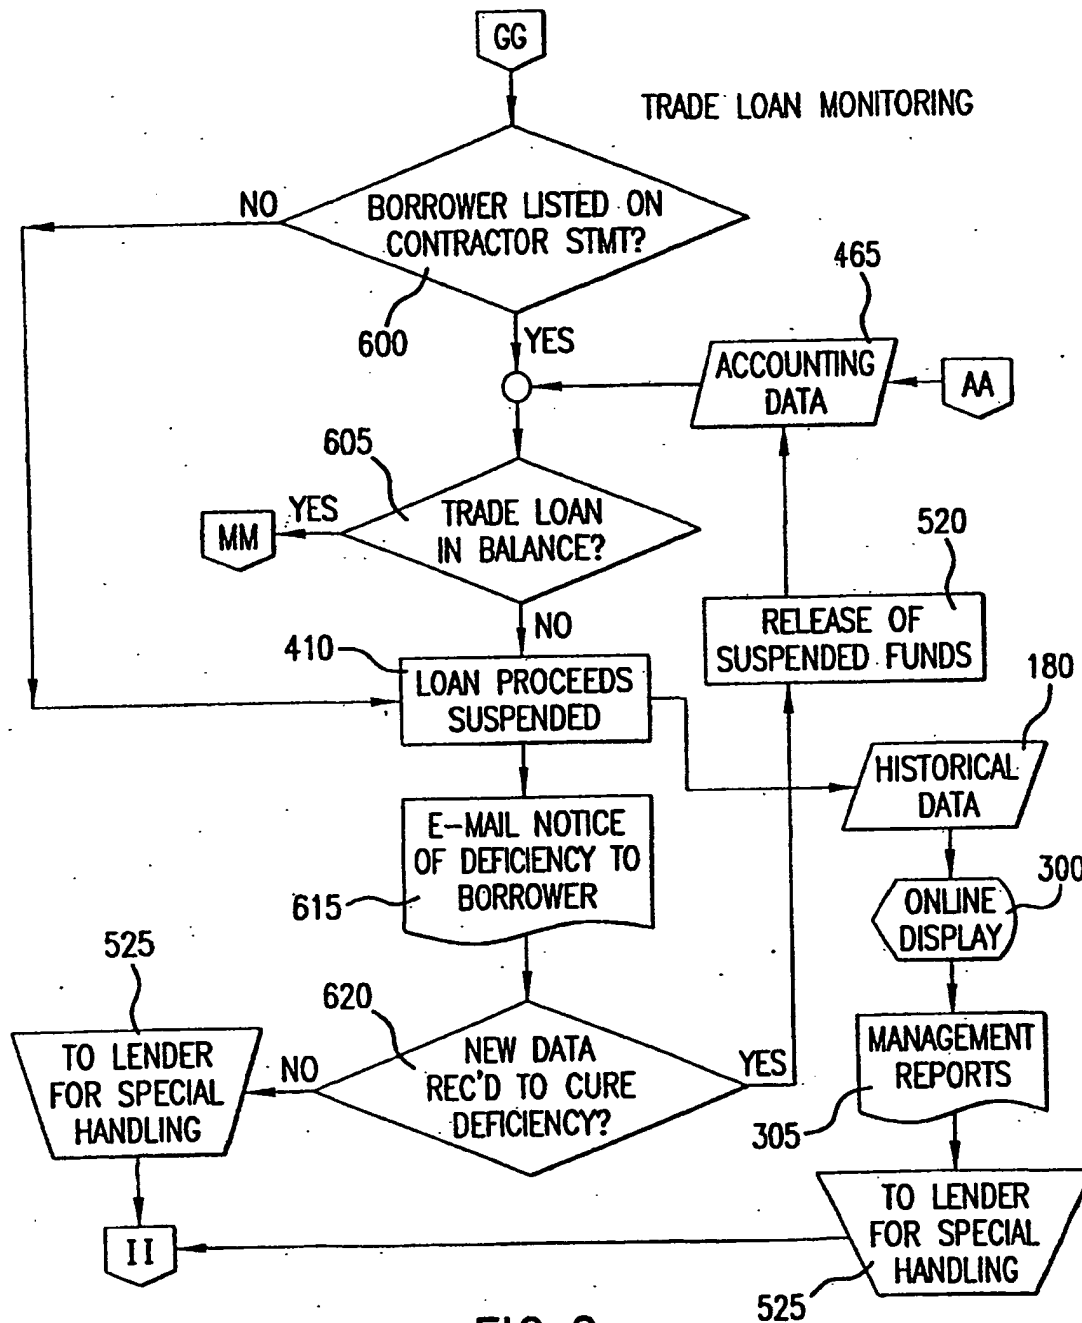 GG
TRADE LOAN MONITORING
NO
BORROWER LISTED ON
CONTRACTOR STMT?
600
YES
465
ACCOUNTING
DATA
AA
605
YES
MM
TRADE LOAN
IN BALANCE?
520
NO
RELEASE OF
SUSPENDED FUNDS
410
LOAN PROCEEDS
SUSPENDED
180
HISTORICAL
DATA
E-MAIL NOTICE
OF DEFICIENCY TO
BORROWER
615
300
ONLINE
DISPLAY
525
620
TO LENDER
FOR SPECIAL
HANDLING
NO
NEW DATA
REC'D TO CURE
DEFICIENCY?
YES
MANAGEMENT
REPORTS
305
II
TO LENDER
FOR SPECIAL
HANDLING
525